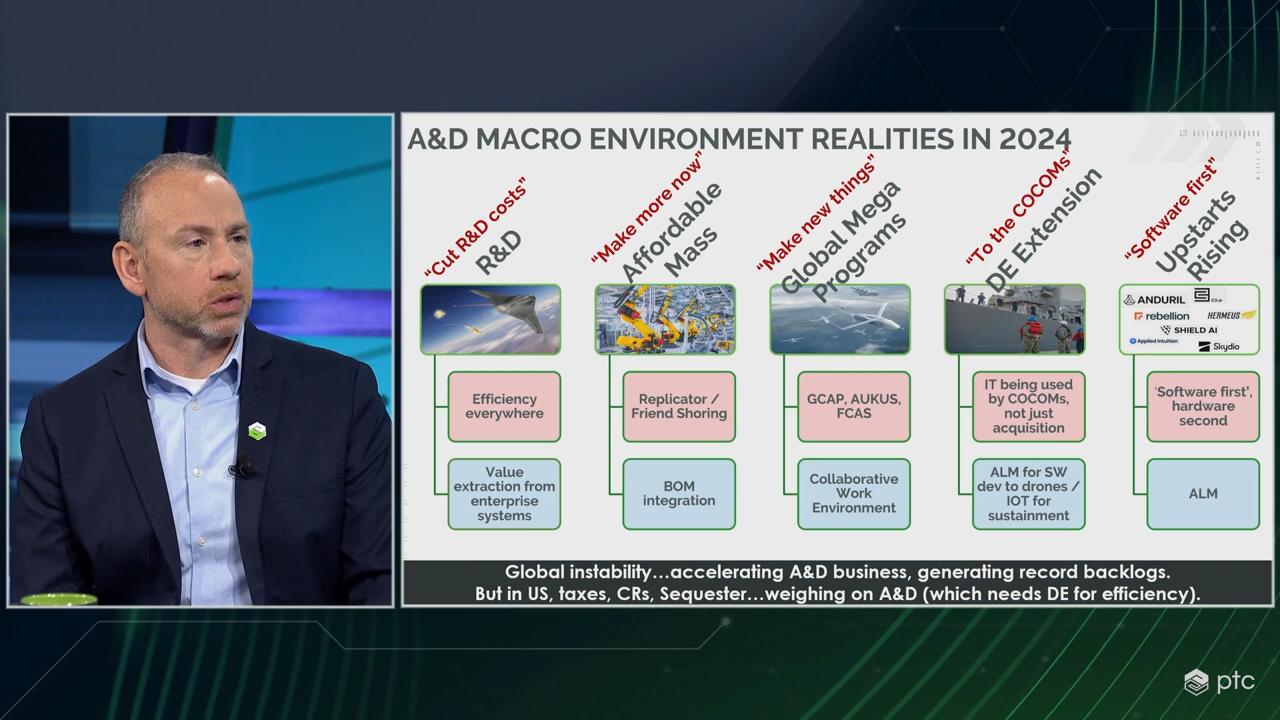 A&D MACRO ENVIRONMENT REALITIES IN 2024
13
“Cut R&D costs”
R&D
“Make more now”
Affordable
Mass
“Make new things”
Global Mega
Programs
“To the COCOMs”
DE Extension
“Software first”
Upstarts
Rising
ANDURIL
C3.ai
rebellion
HERMEUS
SHIELD AI
Applied Intuition
Skydio
Efficiency
everywhere
Replicator /
Friend Shoring
GCAP, AUKUS,
FCAS
IT being used
by COCOMs,
not just
acquisition
‘Software first’,
hardware
second
Value
extraction from
enterprise
systems
BOM
integration
Collaborative
Work
Environment
ALM for SW
dev to drones /
IOT for
sustainment
ALM
Global instability...accelerating A&D business, generating record backlogs.
But in US, taxes, CRs, Sequester...weighing on A&D (which needs DE for efficiency).
ptc